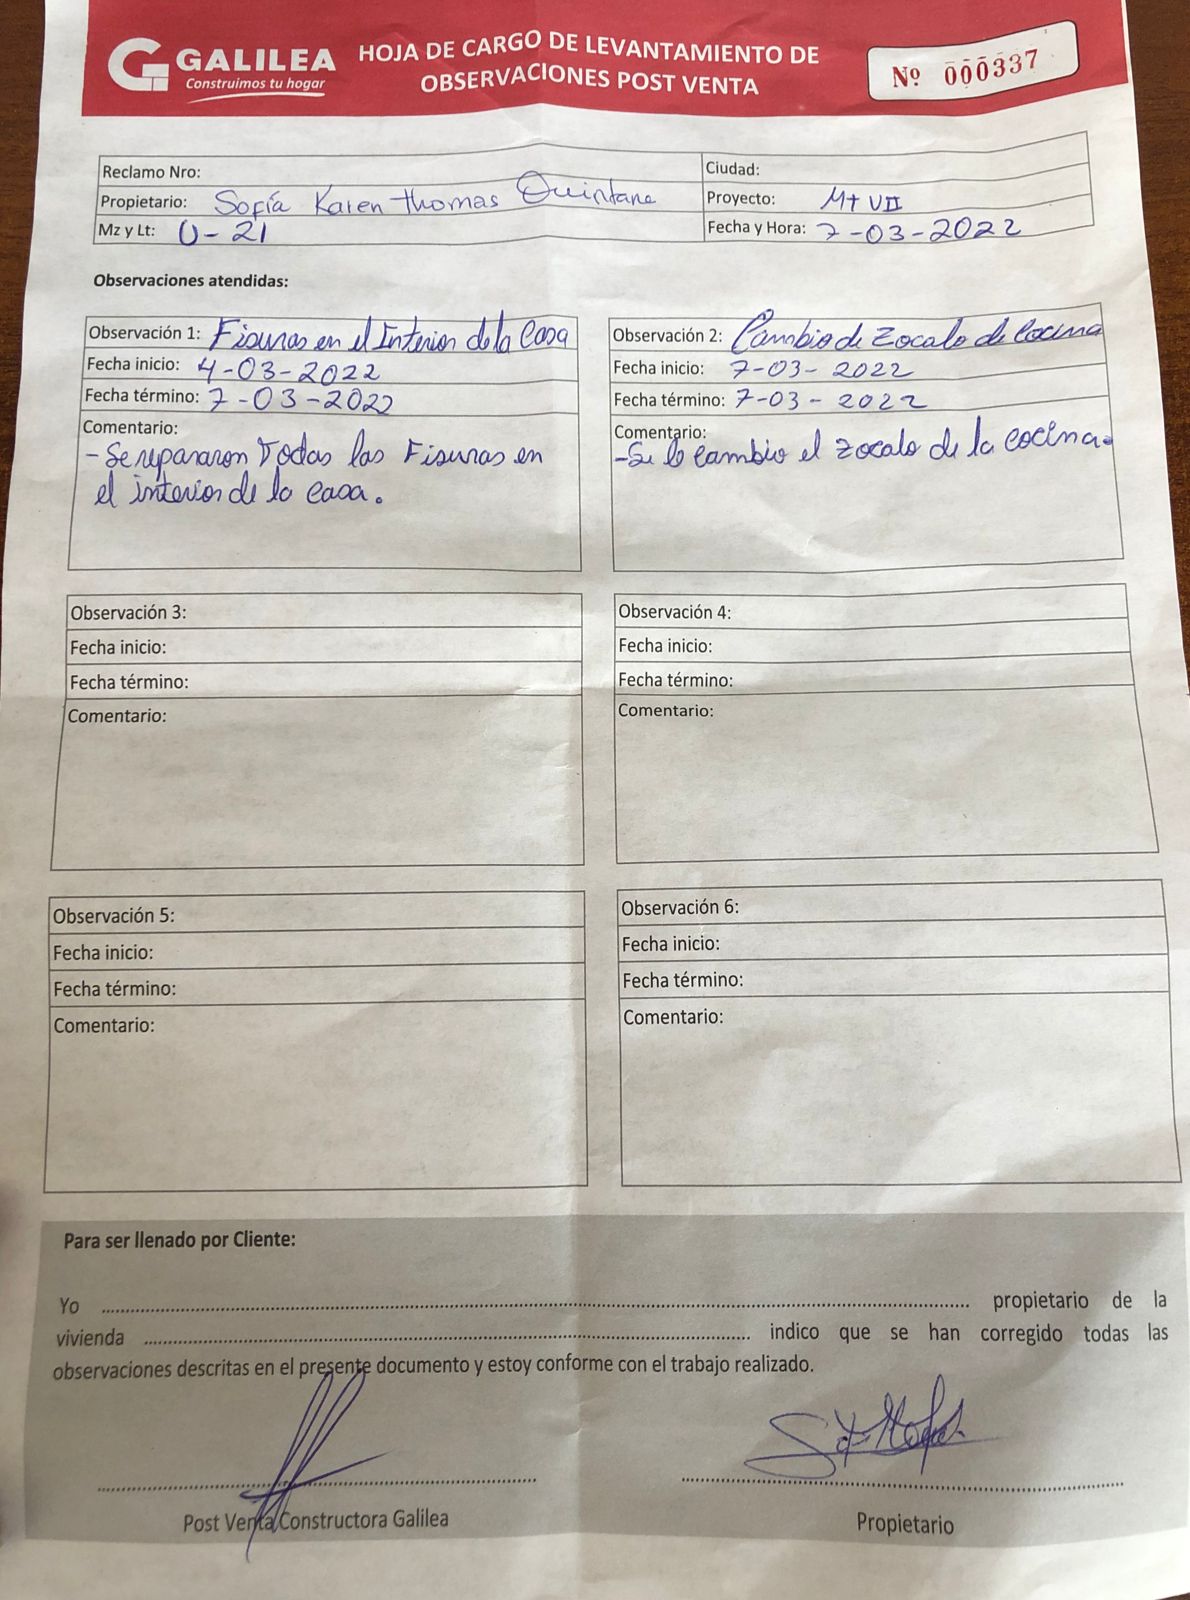 GALILEA
Construimos tu hogar
HOJA DE CARGO DE LEVANTAMIENTO DE
OBSERVACIONES POST VENTA
Nº 000337
Reclamo Nro:
Ciudad:
Propietario: Sofía Karen Thomas Quintana
Proyecto: Mt VII
Mz y Lt: U-21
Fecha y Hora: 7-03-2022
Observaciones atendidas:
Observación 1: Fisuras en el Interior de la Casa
Fecha inicio: 4-03-2022
Fecha término: 7-03-2022
Comentario:
- Se repararon Todas las Fisuras en
el interior de la casa.
Observación 2: Cambio de Zocalo de Cocina
Fecha inicio: 7-03-2022
Fecha término: 7-03-2022
Comentario:
- Se lo cambio el zocalo de la cocina.
Observación 3:
Fecha inicio:
Fecha término:
Comentario:
Observación 4:
Fecha inicio:
Fecha término:
Comentario:
Observación 5:
Fecha inicio:
Fecha término:
Comentario:
Observación 6:
Fecha inicio:
Fecha término:
Comentario:
Para ser llenado por Cliente:
Yo ........ propietario de la
vivienda ........ indico que se han corregido todas las
observaciones descritas en el presente documento y estoy conforme con el trabajo realizado.
Post Venta Constructora Galilea
Propietario